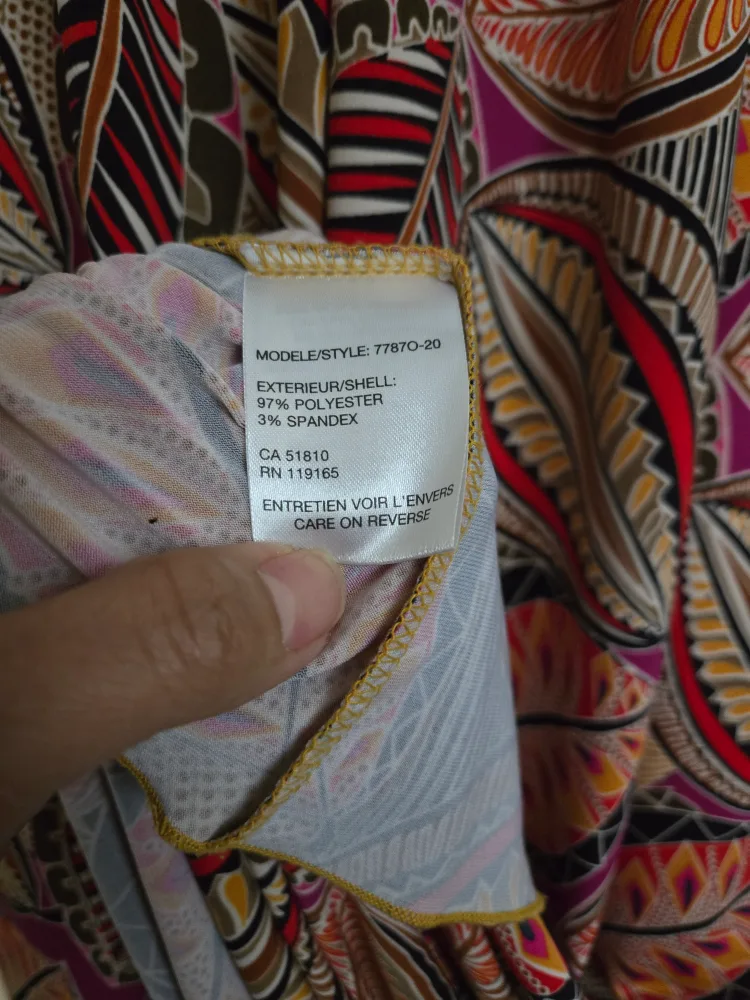 MODELE/STYLE: 7787O-20
EXTERIEUR/SHELL:
97% POLYESTER
3% SPANDEX
CA 51810
RN 119165
ENTRETIEN VOIR L'ENVERS
CARE ON REVERSE